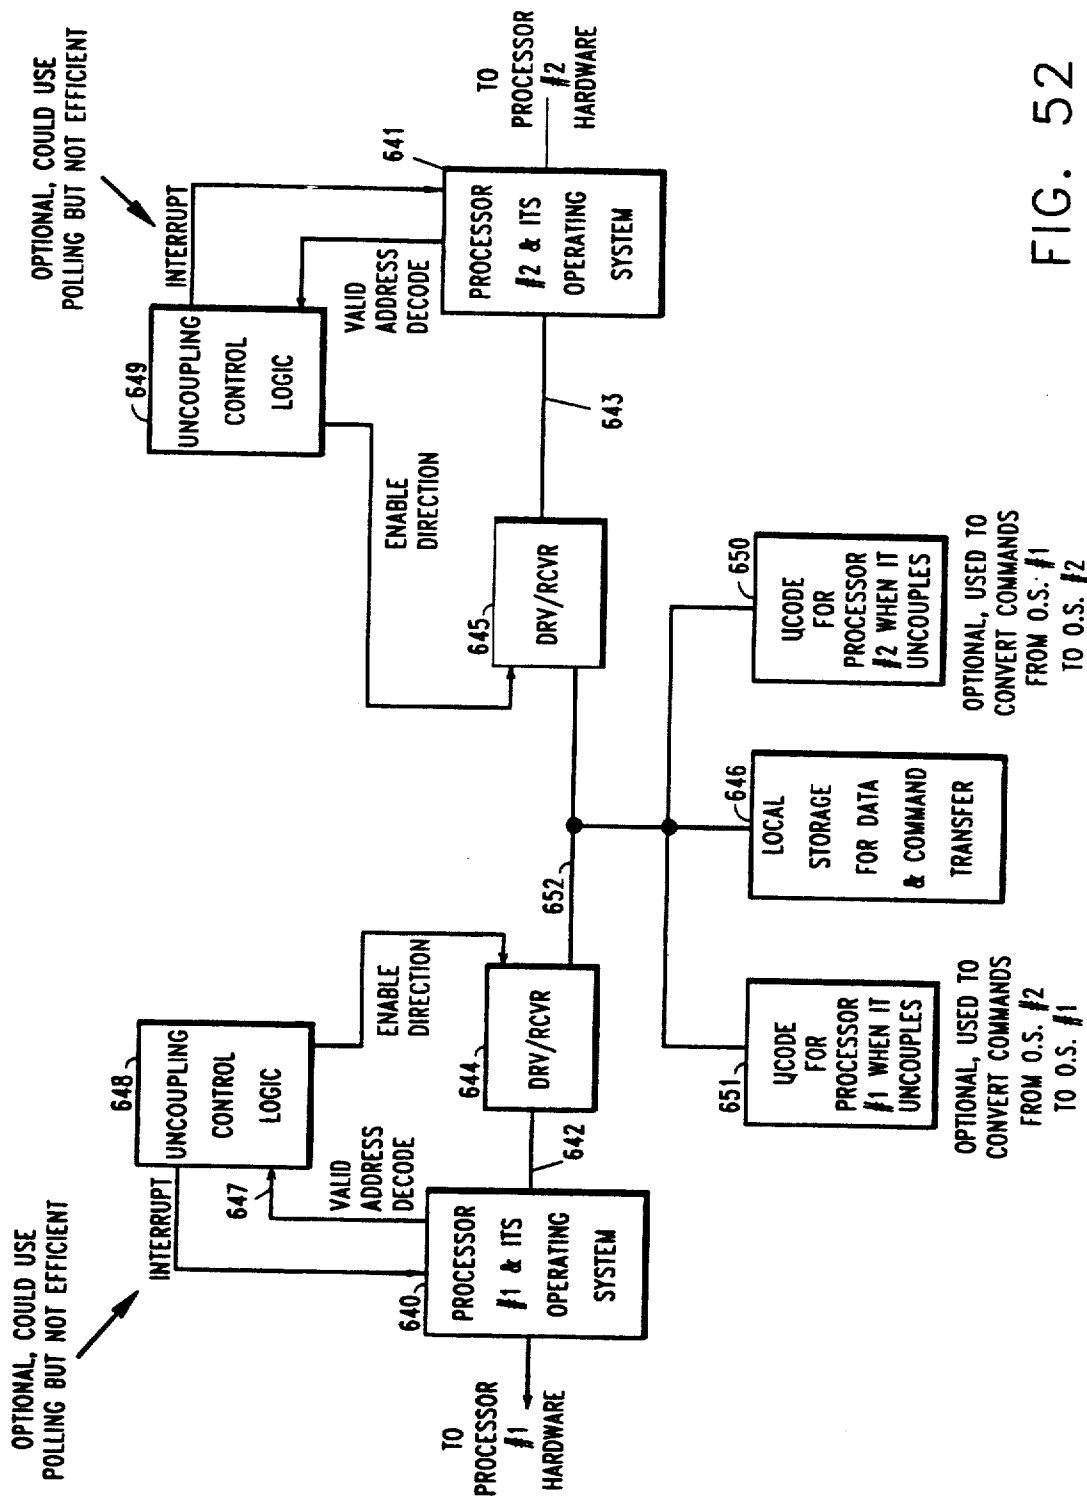 OPTIONAL, COULD USE
POLLING BUT NOT EFFICIENT
INTERRUPT
648
UNCOUPLING
CONTROL
LOGIC
647
VALID
ADDRESS
DECODE
ENABLE
DIRECTION
640
PROCESSOR
#1 & ITS
OPERATING
SYSTEM
TO
PROCESSOR
#1
HARDWARE
642
644
DRV/RCVR
652
OPTIONAL, COULD USE
POLLING BUT NOT EFFICIENT
INTERRUPT
649
UNCOUPLING
CONTROL
LOGIC
VALID
ADDRESS
DECODE
ENABLE
DIRECTION
641
PROCESSOR
#2 & ITS
OPERATING
SYSTEM
TO
PROCESSOR
#2
HARDWARE
643
645
DRV/RCVR
651
UCODE
FOR
PROCESSOR
#1 WHEN IT
UNCOUPLES
OPTIONAL, USED TO
CONVERT COMMANDS
FROM O.S. #2
TO O.S. #1
646
LOCAL
STORAGE
FOR DATA
& COMMAND
TRANSFER
650
UCODE
FOR
PROCESSOR
#2 WHEN IT
UNCOUPLES
OPTIONAL, USED TO
CONVERT COMMANDS
FROM O.S. #1
TO O.S. #2
FIG. 52